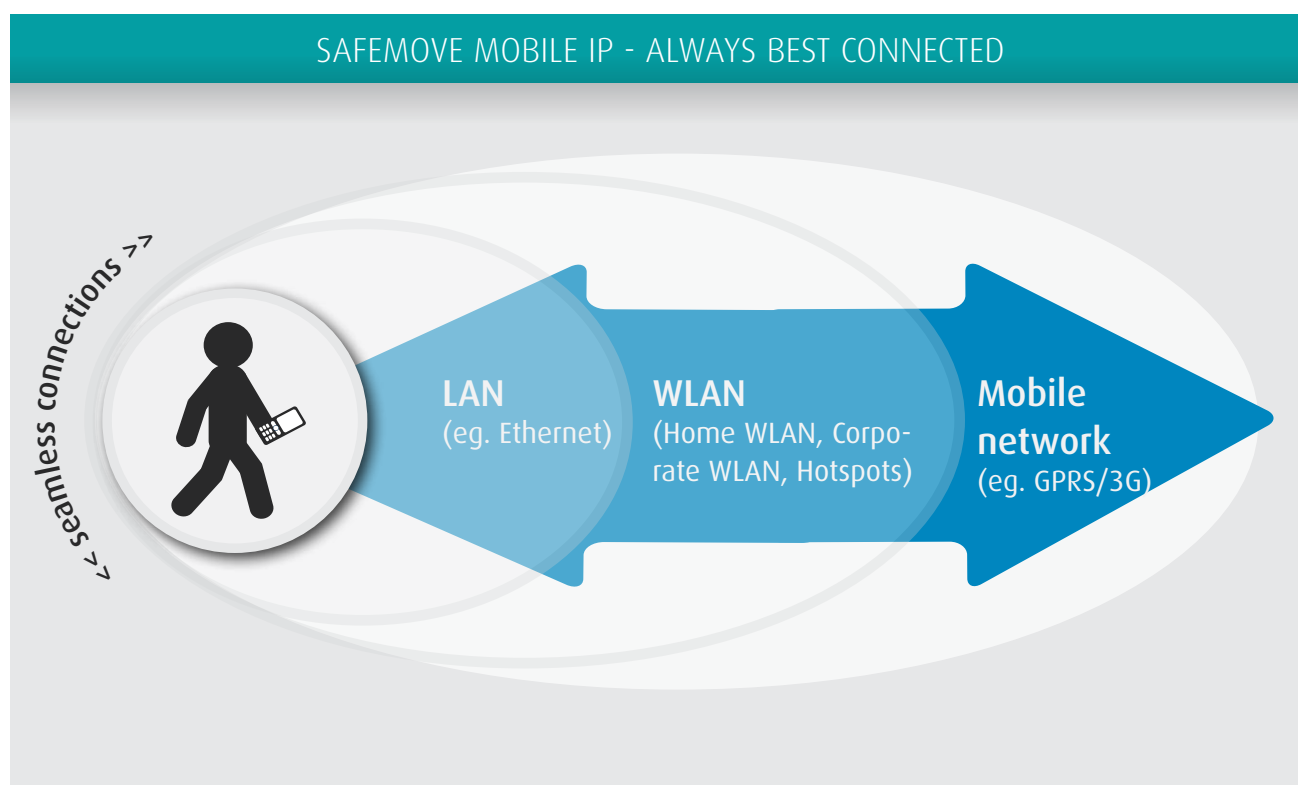 SAFEMOVE MOBILE IP - ALWAYS BEST CONNECTED
<< seamless connections >>
LAN
(eg. Ethernet)
WLAN
(Home WLAN, Corpo-
rate WLAN, Hotspots)
Mobile
network
(eg. GPRS/3G)